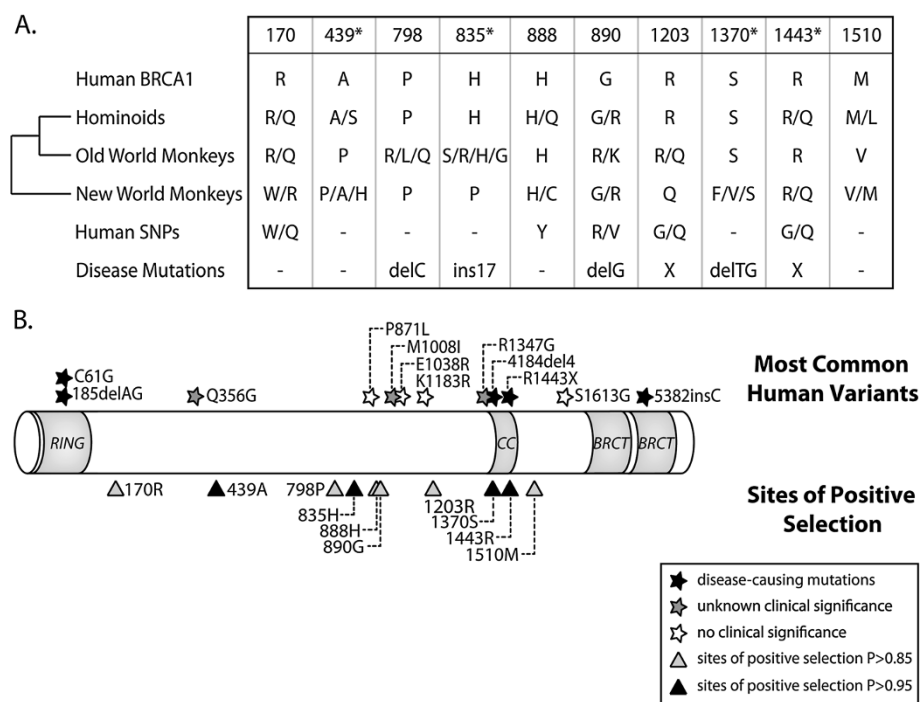 A.
170 439* 798 835* 888 890 1203 1370* 1443* 1510
Human BRCA1 R A P H H G R S R M
Hominoids R/Q A/S P H H/Q G/R R S R/Q M/L
Old World Monkeys R/Q P R/L/Q S/R/H/G H R/K R/Q S R V
New World Monkeys W/R P/A/H P P H/C G/R Q F/V/S R/Q V/M
Human SNPs W/Q - - - Y R/V G/Q - G/Q -
Disease Mutations - - delC ins17 - delG X delTG X -
B.
P871L
M1008I
E1038R
K1183R
R1347G
4184del4
R1443X
C61G
185delAG
Q356G
S1613G
5382insC
Most Common
Human Variants
RING
CC
BRCT
BRCT
170R
439A
798P
835H
888H
890G
1203R
1370S
1443R
1510M
Sites of Positive
Selection
disease-causing mutations
unknown clinical significance
no clinical significance
sites of positive selection P>0.85
sites of positive selection P>0.95